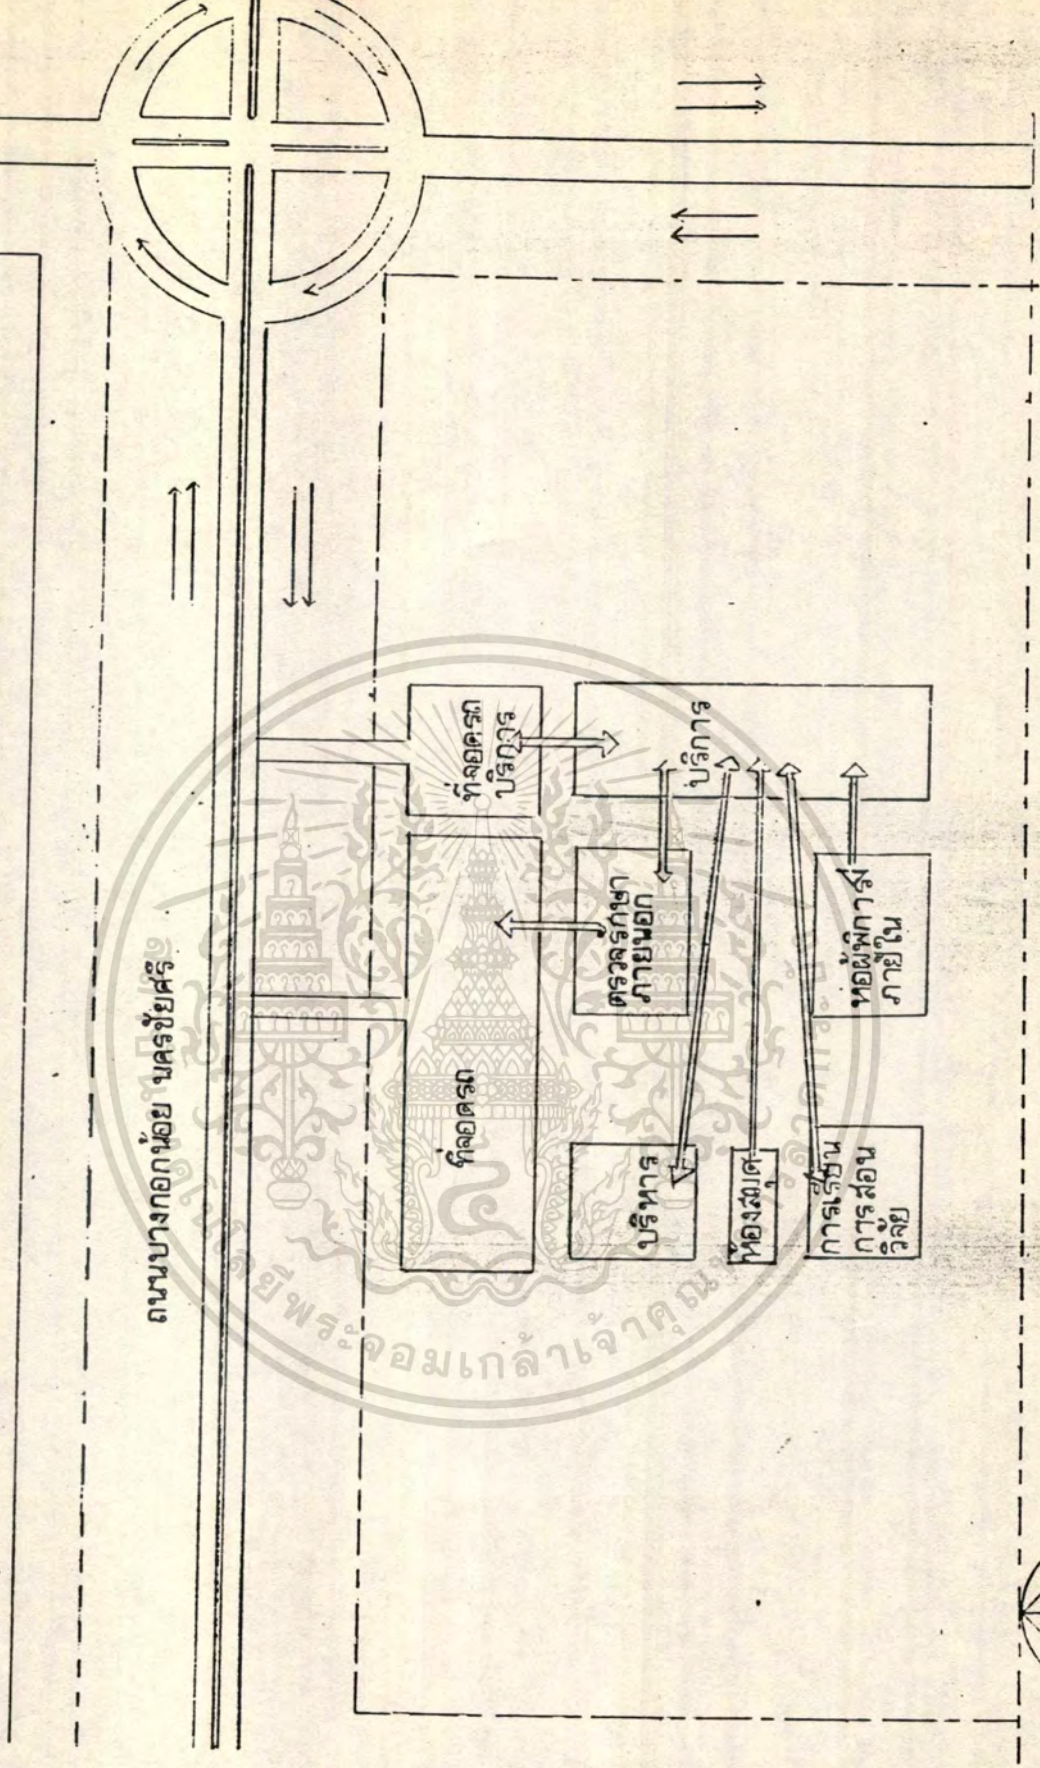 ถนนบางกอกน้อย นครชัยศรี
ที่จอดรถ
บริการ
ที่จอดรถ
บริการ
ตรวจรักษา
ภายนอก
บริหาร
ห้องสมุด
การเรียน
การสอน
วิจัย
หอผู้พิการ
ภายใน
พระจอมเกล้าเจ้าคุณ